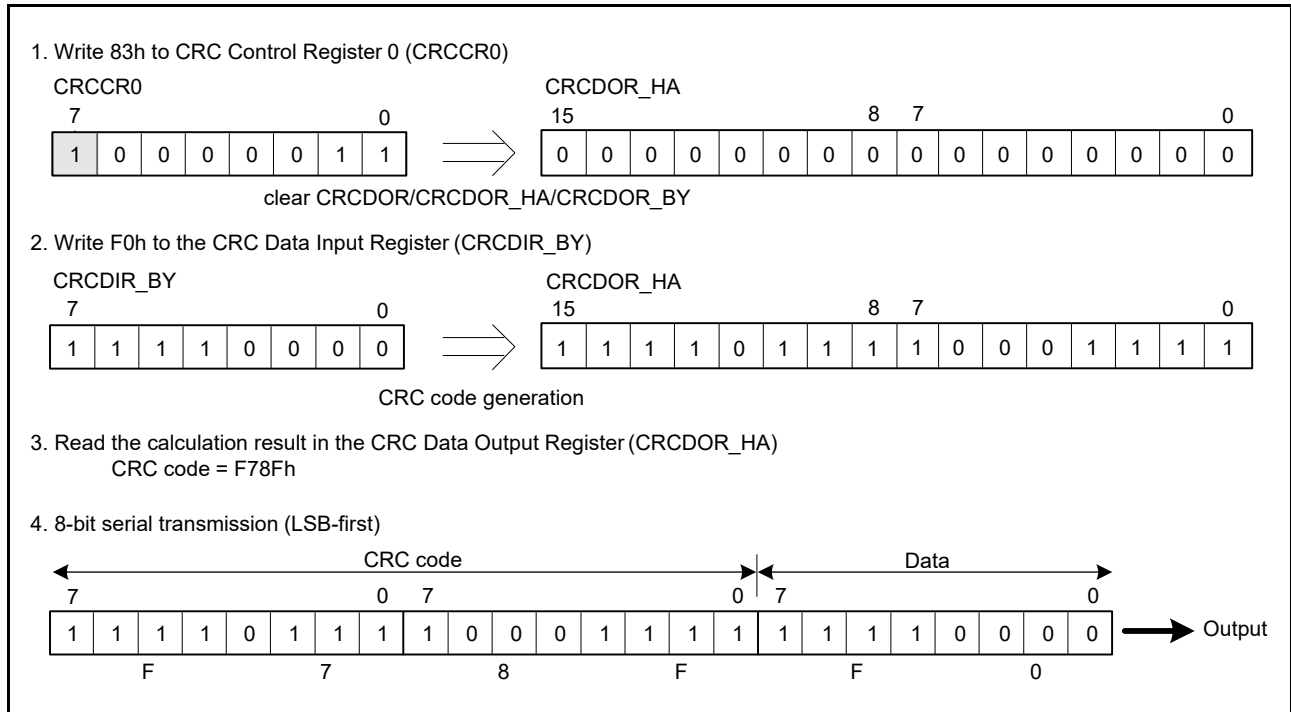 1. Write 83h to CRC Control Register 0 (CRCCR0)
CRCCR0 CRCDOR_HA
7 0 15 8 7 0
1 0 0 0 0 0 1 1 0 0 0 0 0 0 0 0 0 0 0 0 0 0 0 0
clear CRCDOR/CRCDOR_HA/CRCDOR_BY
2. Write F0h to the CRC Data Input Register (CRCDIR_BY)
CRCDIR_BY CRCDOR_HA
7 0 15 8 7 0
1 1 1 1 0 0 0 0 1 1 1 1 0 1 1 1 1 0 0 0 1 1 1 1
CRC code generation
3. Read the calculation result in the CRC Data Output Register (CRCDOR_HA)
CRC code = F78Fh
4. 8-bit serial transmission (LSB-first)
CRC code Data
7 0 7 0 7 0
1 1 1 1 0 1 1 1 1 0 0 0 1 1 1 1 1 1 1 1 0 0 0 0 Output
F 7 8 F F 0